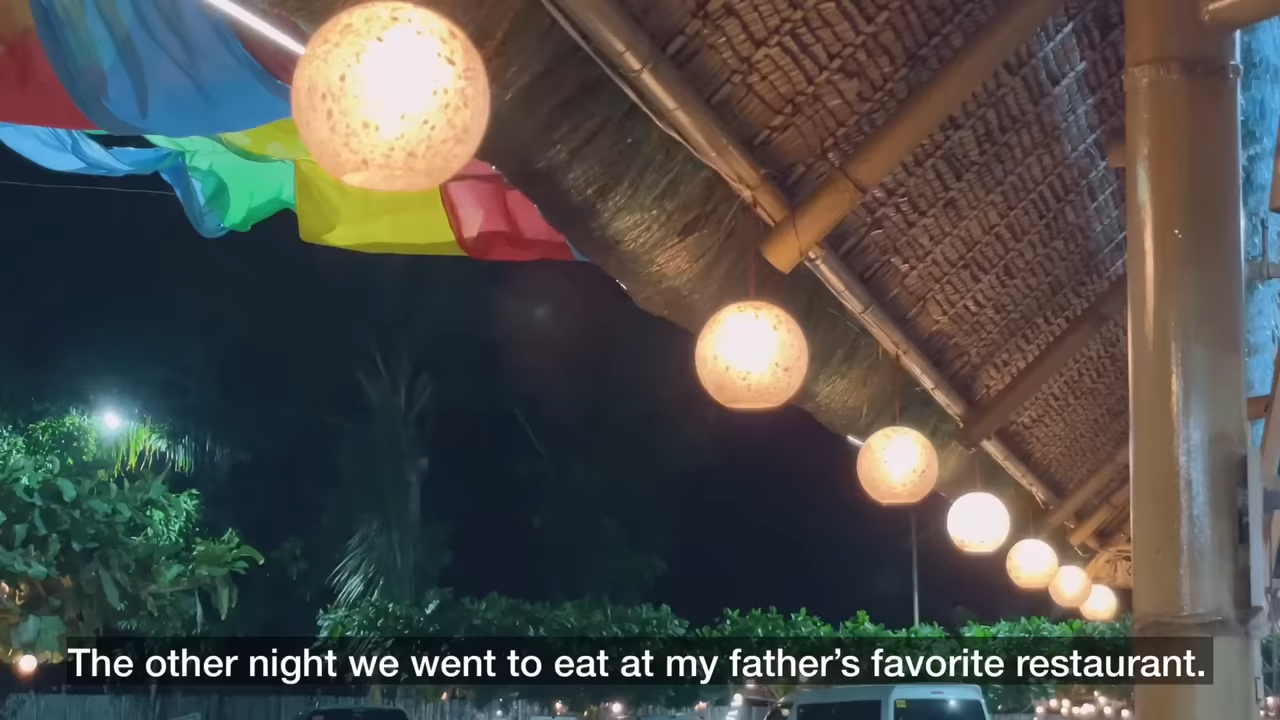 The other night we went to eat at my father’s favorite restaurant.